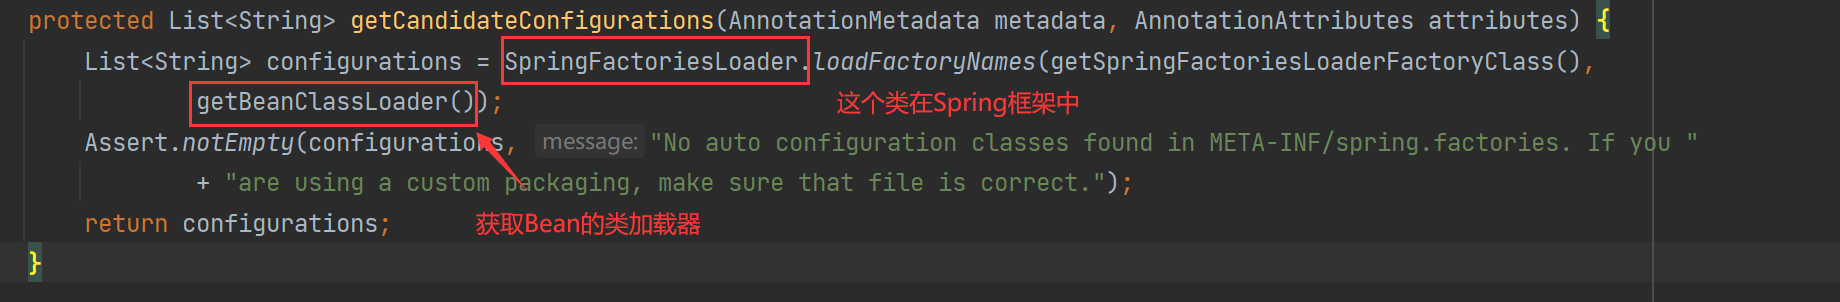 protected List<String> getCandidateConfigurations(AnnotationMetadata metadata, AnnotationAttributes attributes) {
List<String> configurations = SpringFactoriesLoader.loadFactoryNames(getSpringFactoriesLoaderFactoryClass(),
getBeanClassLoader());
这个类在Spring框架中
Assert.notEmpty(configurations, message: "No auto configuration classes found in META-INF/spring.factories. If you "
+ "are using a custom packaging, make sure that file is correct.");
return configurations;
获取Bean的类加载器
}